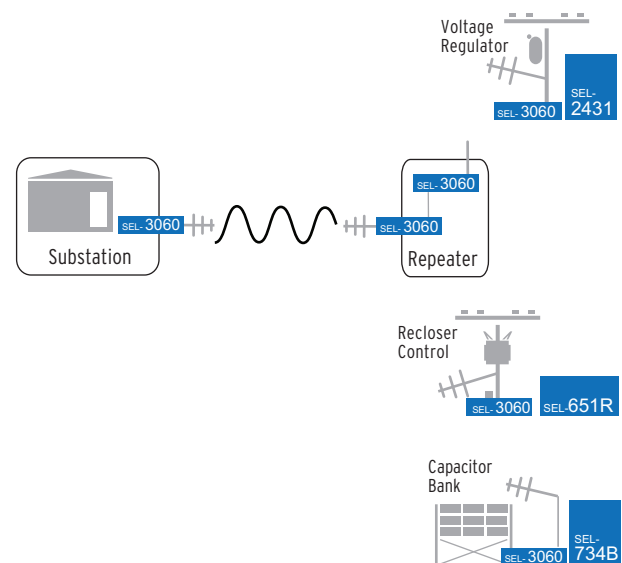 Voltage
Regulator
SEL-3060
SEL-
2431
SEL-3060
SEL-3060
SEL-3060
Substation
Repeater
Recloser
Control
SEL-3060
SEL-651R
Capacitor
Bank
SEL-3060
SEL-
734B